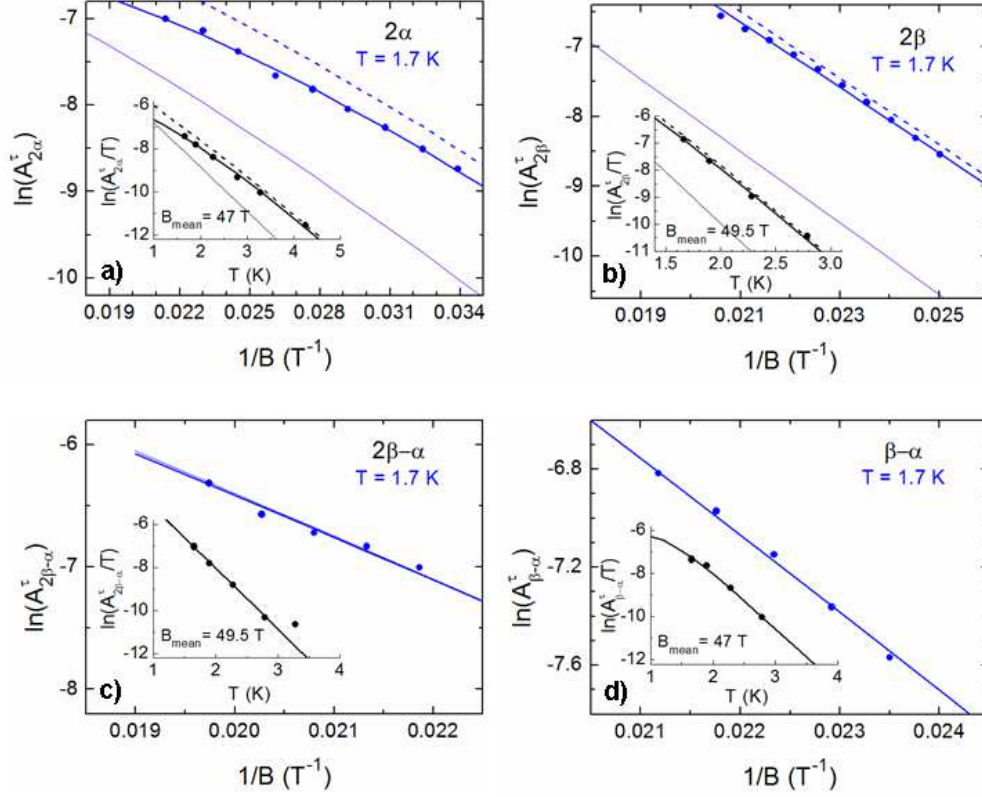 2α
T = 1.7 K
B_mean = 47 T
ln(A^τ_2α/T)
T (K)
-6
-8
-10
-12
1
2
3
4
5
a)
ln(A^τ_2α)
-7
-8
-9
-10
0.019
0.022
0.025
0.028
0.031
0.034
1/B (T^-1)
2β
T = 1.7 K
B_mean = 49.5 T
ln(A^τ_2β/T)
T (K)
-6
-7
-8
-9
-10
-11
1.5
2.0
2.5
3.0
b)
ln(A^τ_2β)
-7
-8
-9
-10
0.019
0.021
0.023
0.025
1/B (T^-1)
2β-α
T = 1.7 K
B_mean = 49.5 T
ln(A^τ_2β-α/T)
T (K)
-6
-8
-10
-12
1
2
3
4
c)
ln(A^τ_2β-α)
-6
-7
-8
0.019
0.020
0.021
0.022
1/B (T^-1)
β-α
T = 1.7 K
B_mean = 47 T
ln(A^τ_β-α/T)
T (K)
-6
-8
-10
-12
1
2
3
4
d)
ln(A^τ_β-α)
-6.8
-7.2
-7.6
0.021
0.022
0.023
0.024
1/B (T^-1)